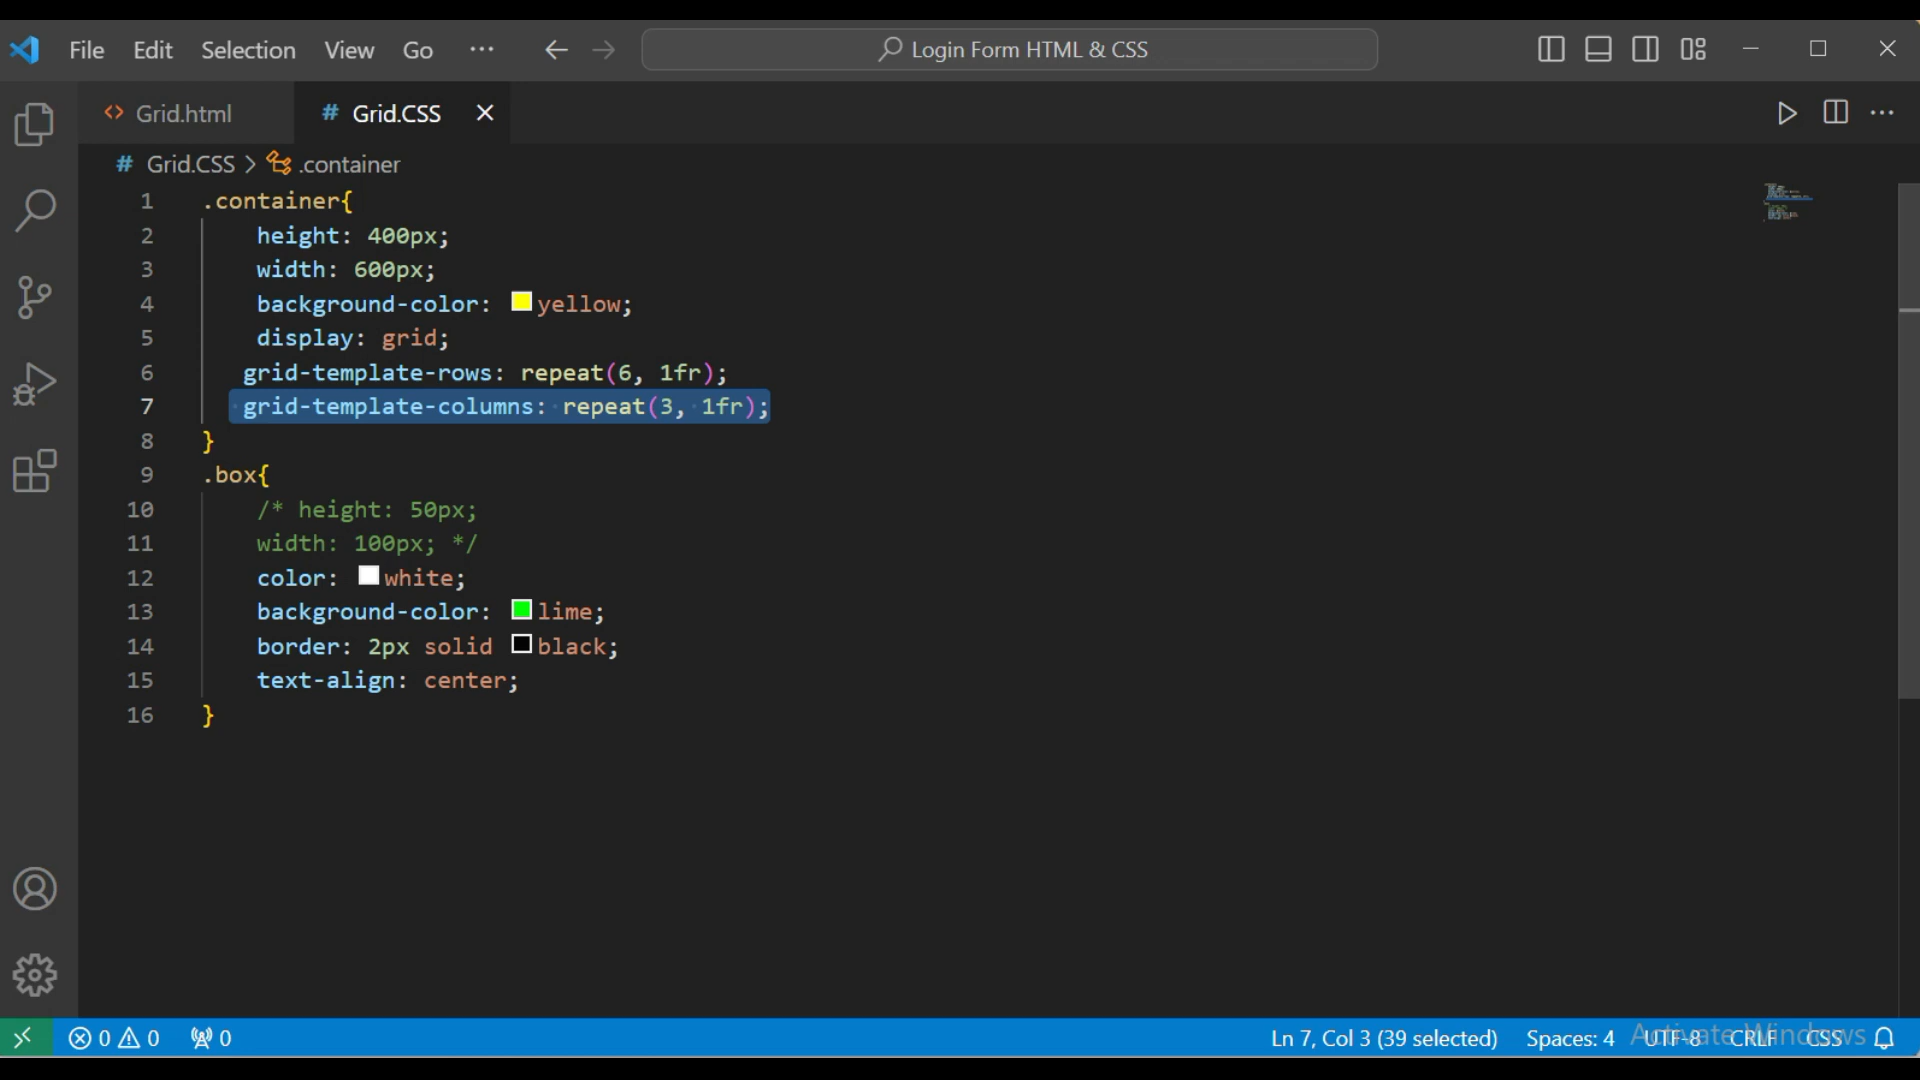 File Edit Selection View Go ··· Login Form HTML & CSS
<> Grid.html # Grid.CSS
# Grid.CSS > .container
1 .container{
2 height: 400px;
3 width: 600px;
4 background-color: yellow;
5 display: grid;
6 grid-template-rows: repeat(6, 1fr);
7 grid-template-columns: repeat(3, 1fr);
8 }
9 .box{
10 /* height: 50px;
11 width: 100px; */
12 color: white;
13 background-color: lime;
14 border: 2px solid black;
15 text-align: center;
16 }
0 0 0 Ln 7, Col 3 (39 selected) Spaces: 4 UTF-8 CRLF CSS
Activate Windows